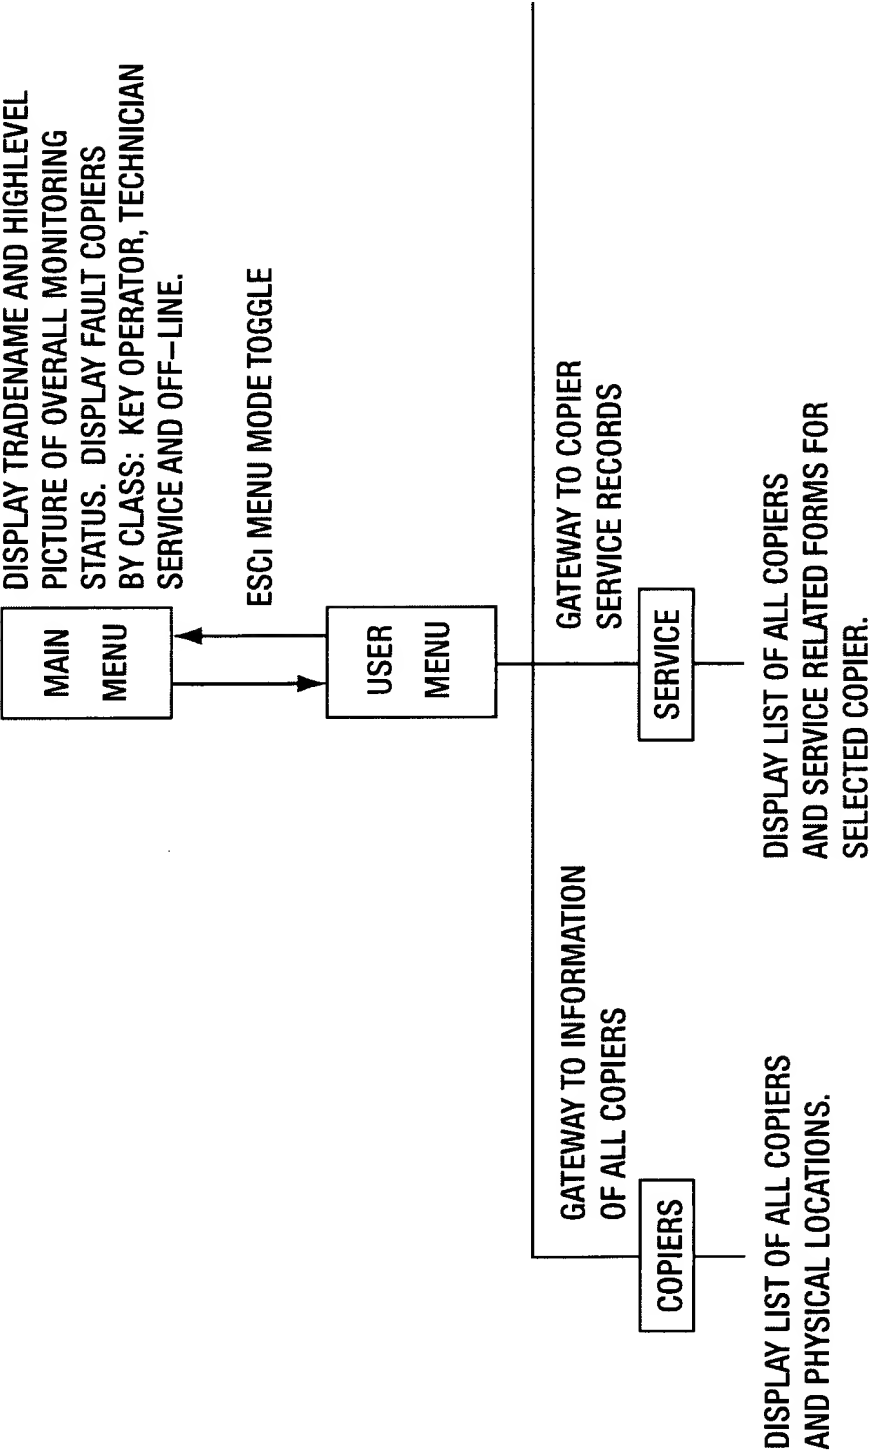 MAIN
MENU
DISPLAY TRADENAME AND HIGHLEVEL
PICTURE OF OVERALL MONITORING
STATUS. DISPLAY FAULT COPIERS
BY CLASS: KEY OPERATOR, TECHNICIAN
SERVICE AND OFF–LINE.
ESCi MENU MODE TOGGLE
USER
MENU
GATEWAY TO INFORMATION
OF ALL COPIERS
COPIERS
DISPLAY LIST OF ALL COPIERS
AND PHYSICAL LOCATIONS.
GATEWAY TO COPIER
SERVICE RECORDS
SERVICE
DISPLAY LIST OF ALL COPIERS
AND SERVICE RELATED FORMS FOR
SELECTED COPIER.